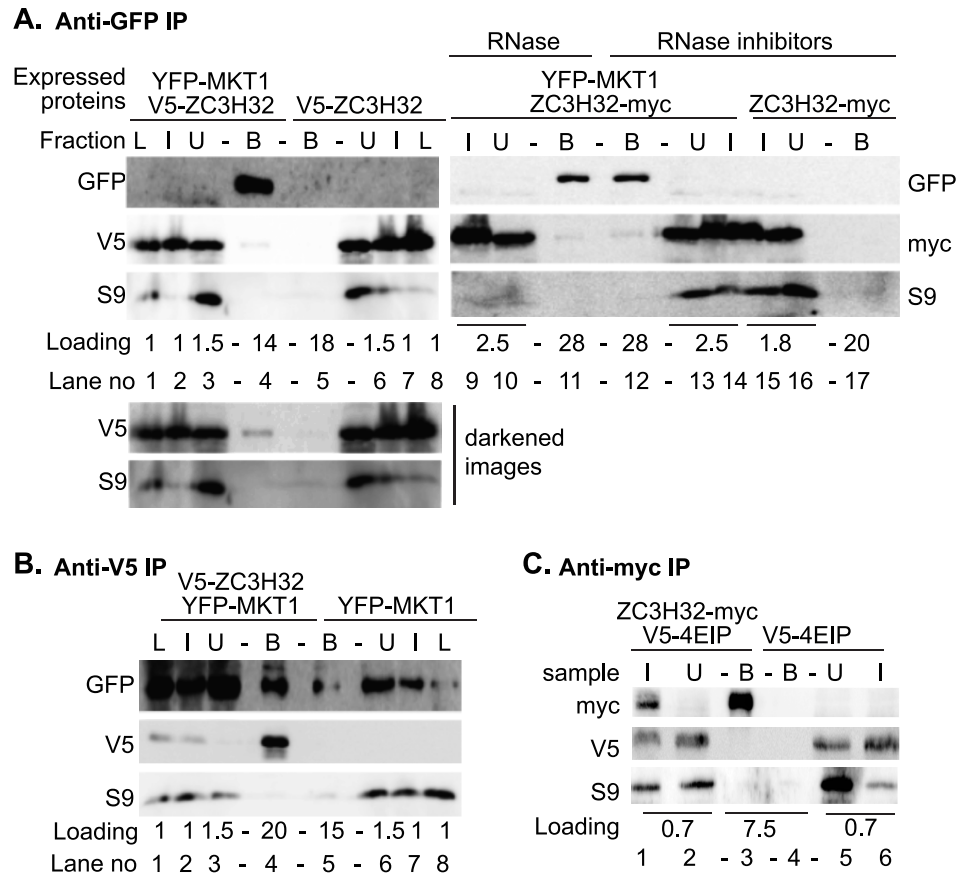 A. Anti-GFP IP
RNase RNase inhibitors
Expressed proteins YFP-MKT1 V5-ZC3H32 V5-ZC3H32 YFP-MKT1 ZC3H32-myc ZC3H32-myc
Fraction L I U - B - B - U I L I U - B - B - U I I U - B
GFP GFP
V5 myc
S9 S9
Loading 1 1 1.5 - 14 - 18 - 1.5 1 1 2.5 - 28 - 28 - 2.5 1.8 - 20
Lane no 1 2 3 - 4 - 5 - 6 7 8 9 10 - 11 - 12 - 13 14 15 16 - 17
V5
S9
darkened
images
B. Anti-V5 IP
V5-ZC3H32
YFP-MKT1 YFP-MKT1
L I U - B - B - U I L
GFP
V5
S9
Loading 1 1 1.5 - 20 - 15 - 1.5 1 1
Lane no 1 2 3 - 4 - 5 - 6 7 8
C. Anti-myc IP
ZC3H32-myc
V5-4EIP V5-4EIP
sample I U - B - B - U I
myc
V5
S9
Loading 0.7 7.5 0.7
1 2 - 3 - 4 - 5 6